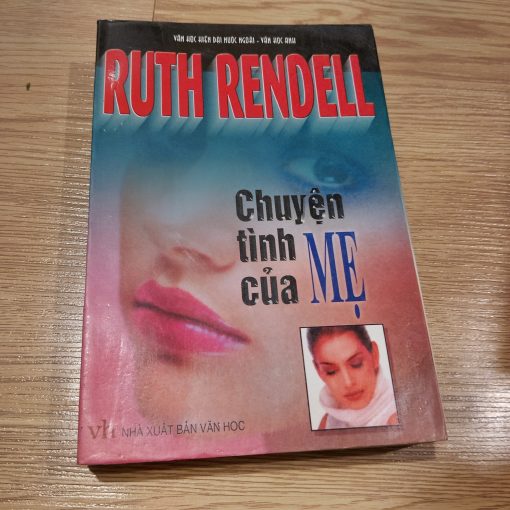 VĂN HỌC HIỆN ĐẠI NƯỚC NGOÀI - VĂN HỌC ANH
RUTH RENDELL
Chuyện
tình
của MẸ
vh NHÀ XUẤT BẢN VĂN HỌC